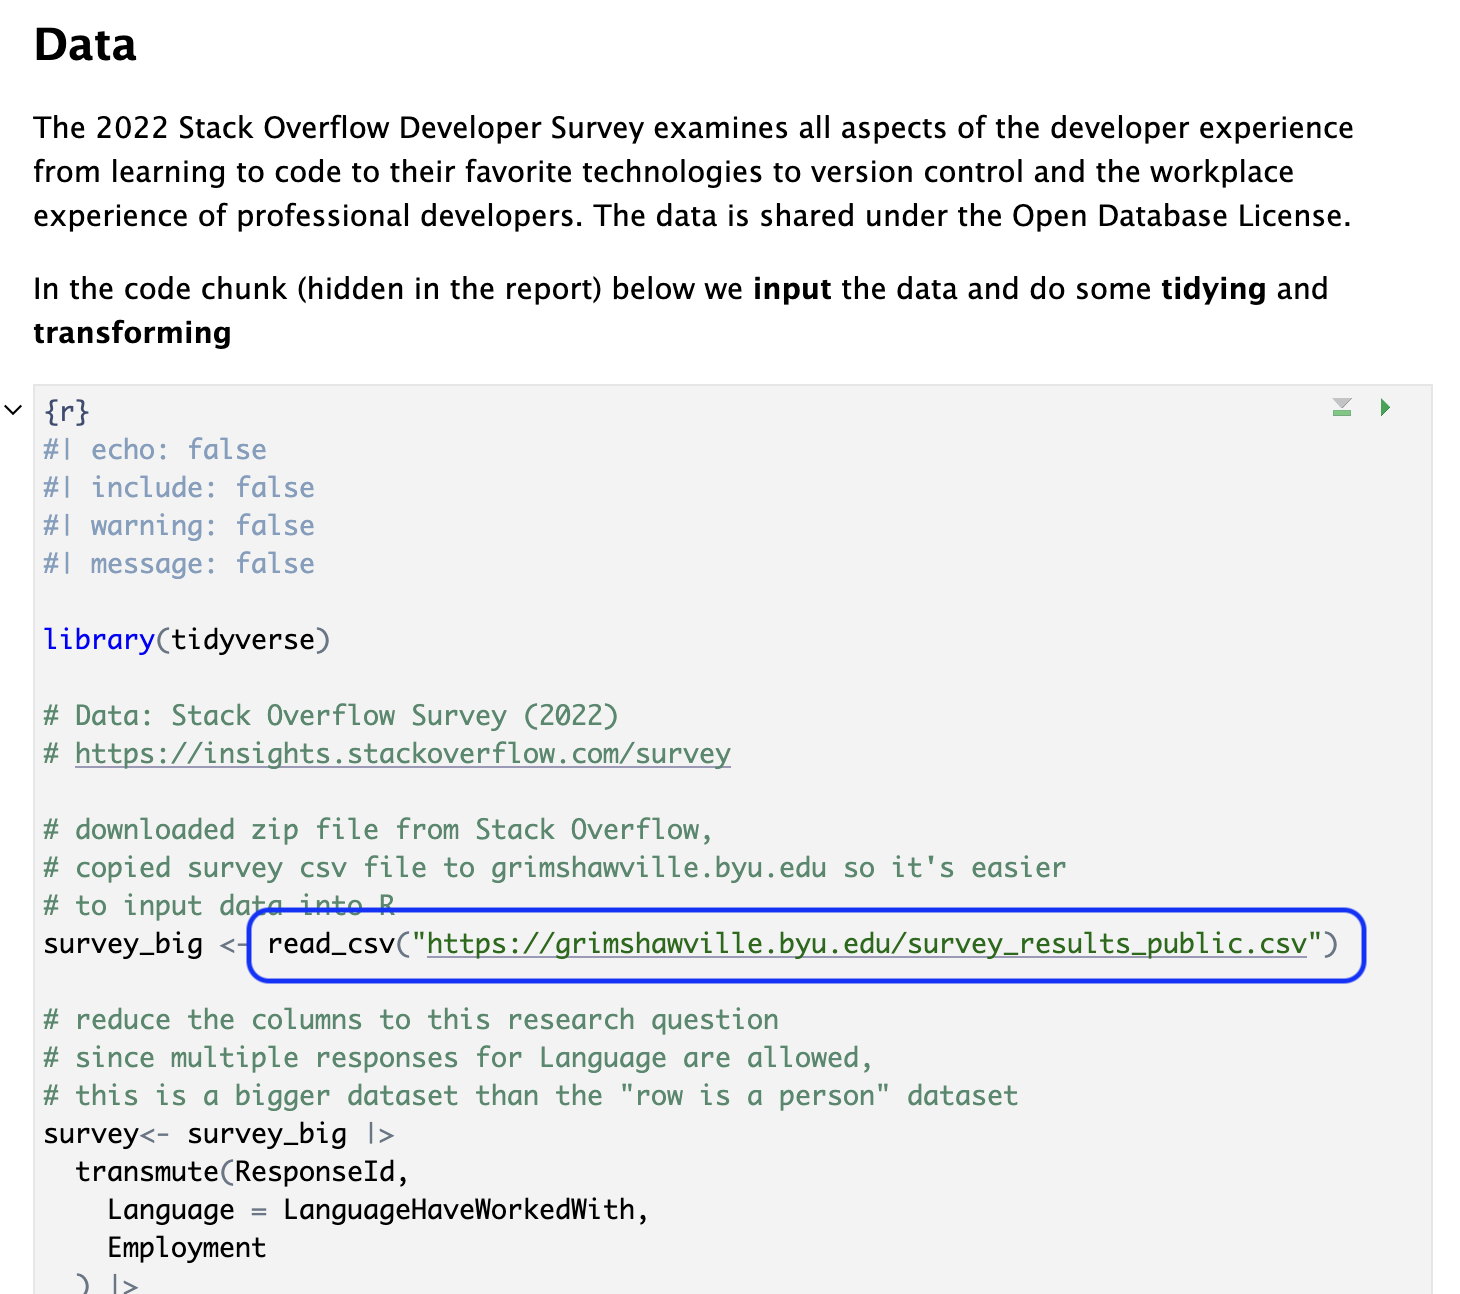 Data
The 2022 Stack Overflow Developer Survey examines all aspects of the developer experience
from learning to code to their favorite technologies to version control and the workplace
experience of professional developers. The data is shared under the Open Database License.
In the code chunk (hidden in the report) below we input the data and do some tidying and
transforming
{r}
#| echo: false
#| include: false
#| warning: false
#| message: false
library(tidyverse)
# Data: Stack Overflow Survey (2022)
# https://insights.stackoverflow.com/survey
# downloaded zip file from Stack Overflow,
# copied survey csv file to grimshawville.byu.edu so it's easier
# to input data into R
survey_big <- read_csv("https://grimshawville.byu.edu/survey_results_public.csv")
# reduce the columns to this research question
# since multiple responses for Language are allowed,
# this is a bigger dataset than the "row is a person" dataset
survey<- survey_big |>
  transmute(ResponseId,
    Language = LanguageHaveWorkedWith,
    Employment
  ) |>